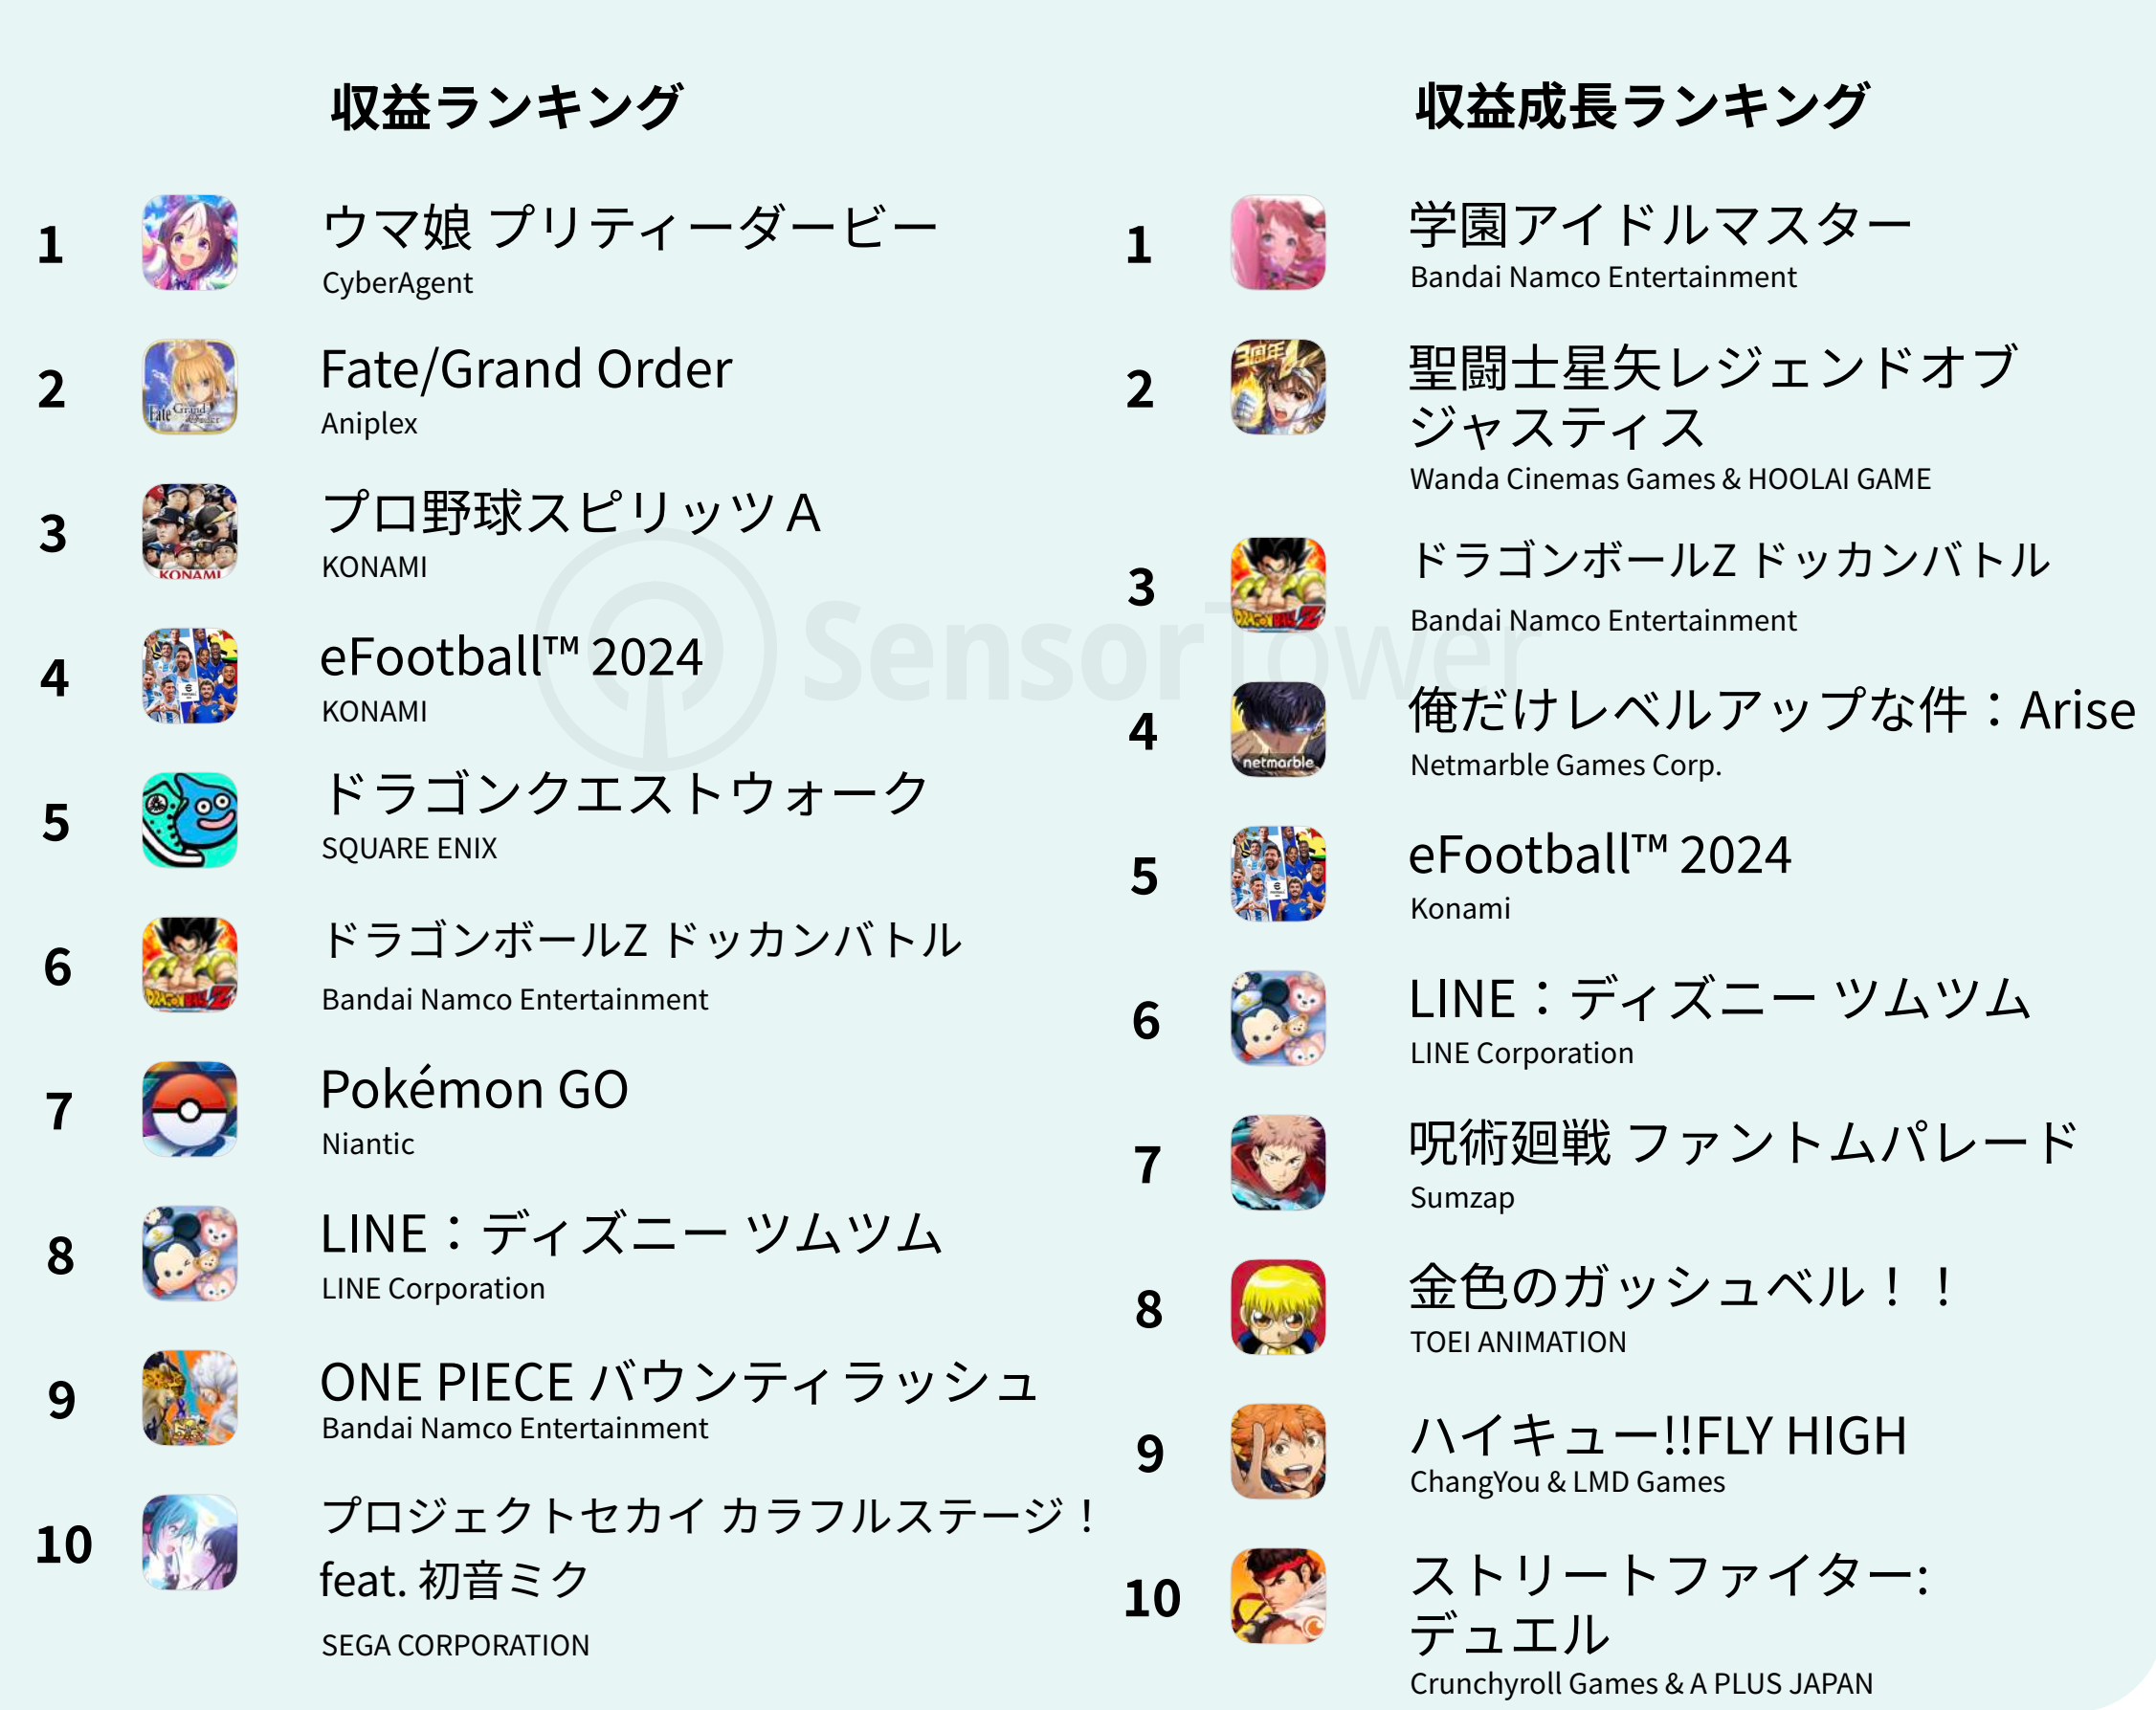 収益ランキング
1
ウマ娘 プリティーダービー
CyberAgent
2
Fate/Grand Order
Aniplex
Fate Grand Order
3
プロ野球スピリッツA
KONAMI
KONAMI
4
eFootball™ 2024
KONAMI
5
ドラゴンクエストウォーク
SQUARE ENIX
6
ドラゴンボールZ ドッカンバトル
Bandai Namco Entertainment
DRAGON BALL Z
7
Pokémon GO
Niantic
8
LINE：ディズニー ツムツム
LINE Corporation
9
ONE PIECE バウンティラッシュ
Bandai Namco Entertainment
10
プロジェクトセカイ カラフルステージ！
feat. 初音ミク
SEGA CORPORATION
収益成長ランキング
1
学園アイドルマスター
Bandai Namco Entertainment
2
3周年
聖闘士星矢レジェンドオブ
ジャスティス
Wanda Cinemas Games & HOOLAI GAME
3
ドラゴンボールZ ドッカンバトル
Bandai Namco Entertainment
DRAGON BALL Z
4
俺だけレベルアップな件：Arise
Netmarble Games Corp.
netmarble
5
eFootball™ 2024
Konami
6
LINE：ディズニー ツムツム
LINE Corporation
7
呪術廻戦 ファントムパレード
Sumzap
8
金色のガッシュベル！！
TOEI ANIMATION
9
ハイキュー!!FLY HIGH
ChangYou & LMD Games
10
ストリートファイター:
デュエル
Crunchyroll Games & A PLUS JAPAN
SensorTower